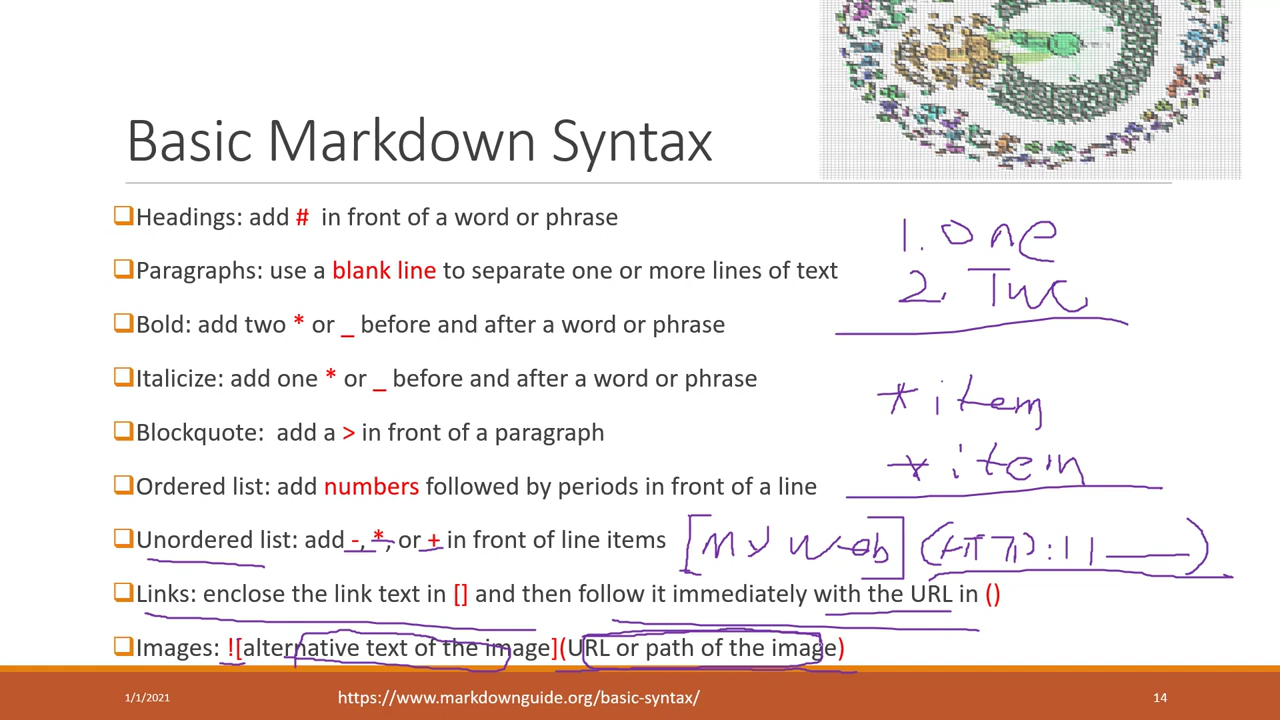 Basic Markdown Syntax
Headings: add # in front of a word or phrase
1. One
Paragraphs: use a blank line to separate one or more lines of text
2. Two
Bold: add two * or _ before and after a word or phrase
Italicize: add one * or _ before and after a word or phrase
* item
Blockquote: add a > in front of a paragraph
* item
Ordered list: add numbers followed by periods in front of a line
Unordered list: add -, *, or + in front of line items
[My Web] (HTTP://____)
Links: enclose the link text in [] and then follow it immediately with the URL in ()
Images: ![alternative text of the image](URL or path of the image)
1/1/2021
https://www.markdownguide.org/basic-syntax/
14